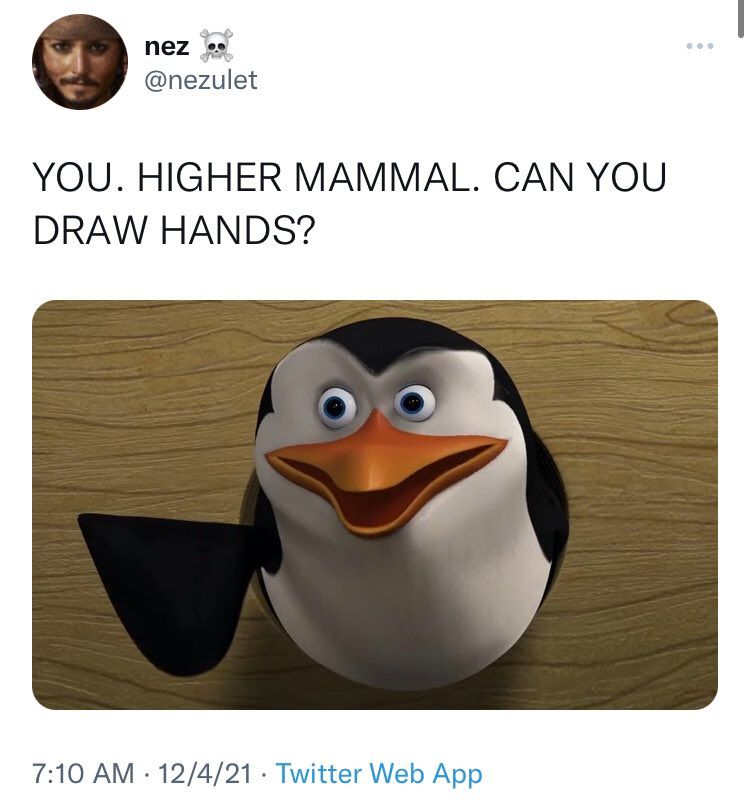 nez ☠️
@nezulet
YOU. HIGHER MAMMAL. CAN YOU
DRAW HANDS?
7:10 AM · 12/4/21 · Twitter Web App